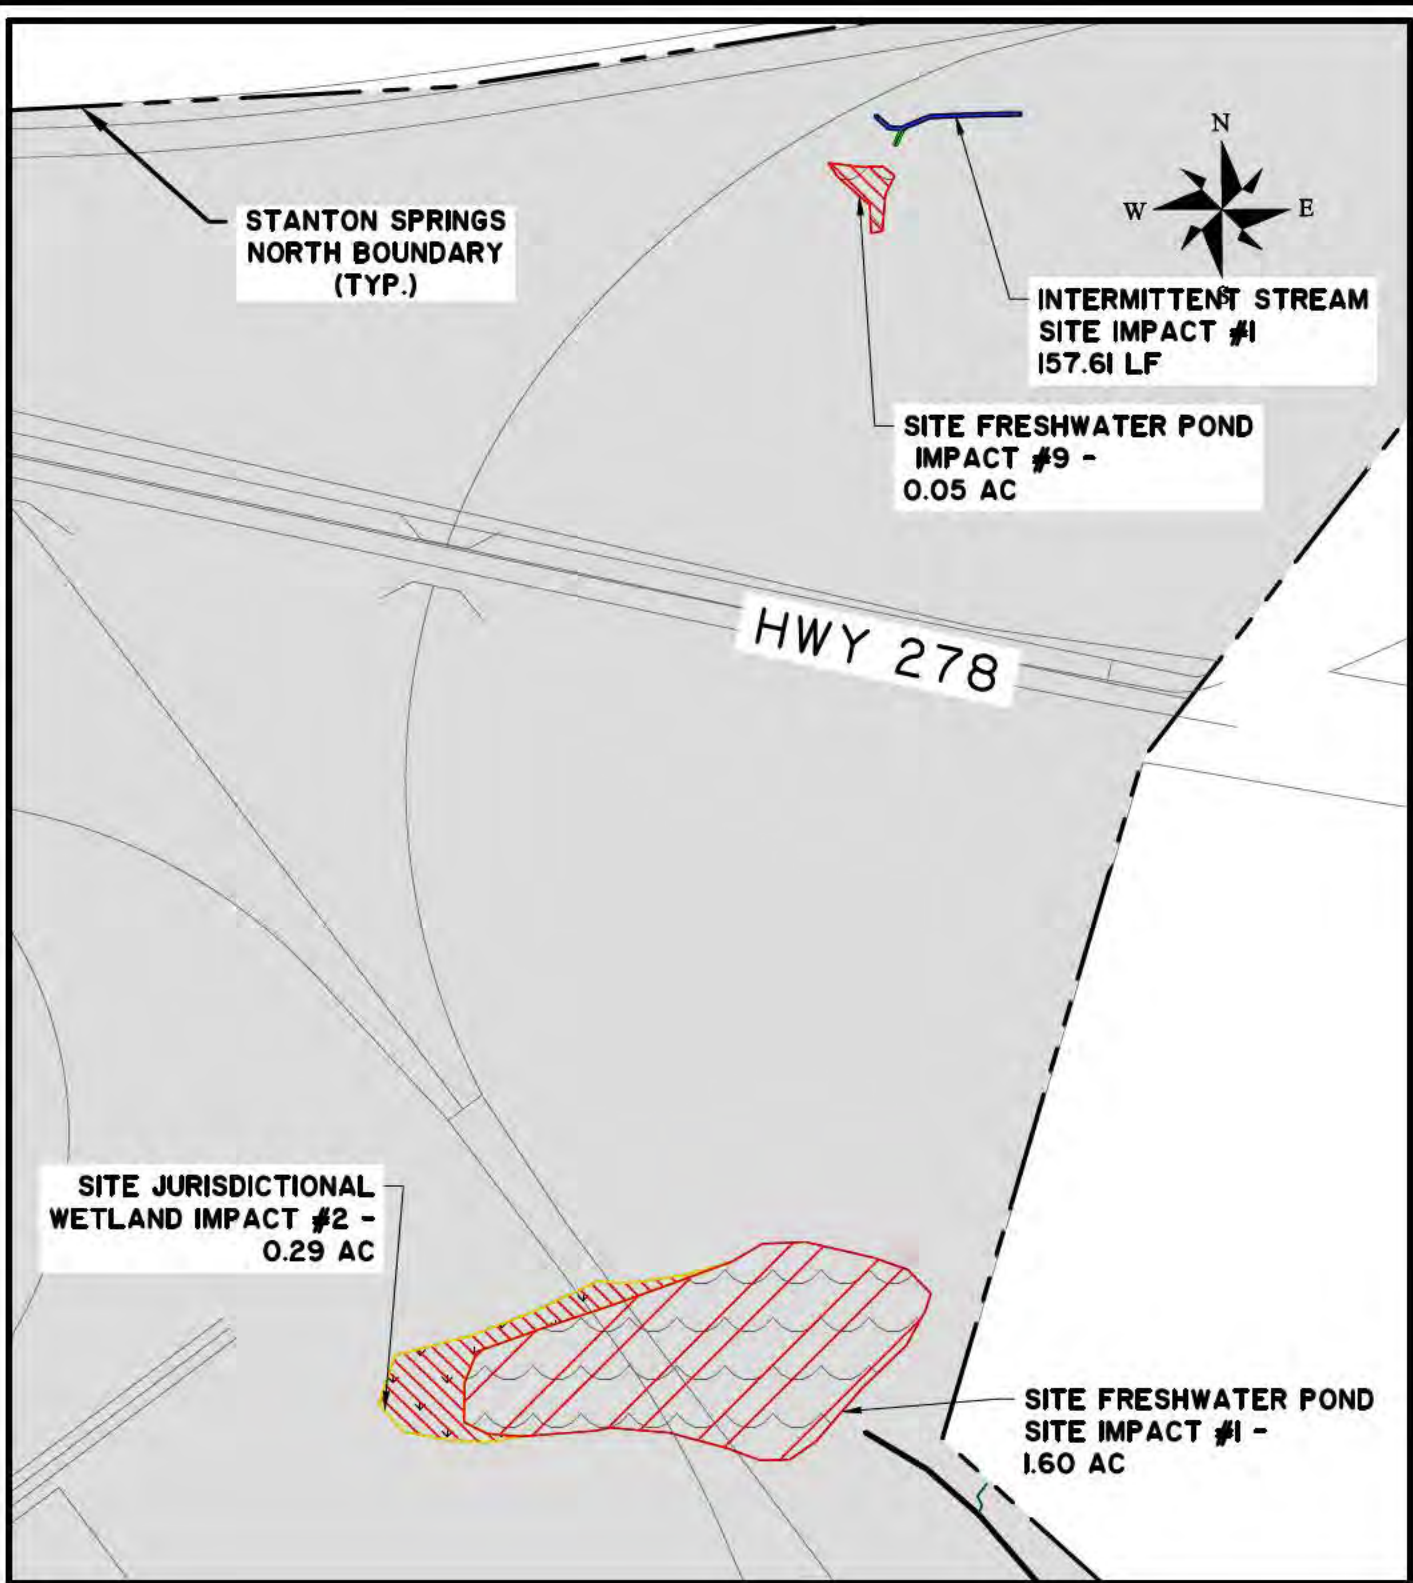 STANTON SPRINGS
NORTH BOUNDARY
(TYP.)
N
W
E
S
INTERMITTENT STREAM
SITE IMPACT #1
157.61 LF
SITE FRESHWATER POND
IMPACT #9 -
0.05 AC
HWY 278
SITE JURISDICTIONAL
WETLAND IMPACT #2 -
0.29 AC
SITE FRESHWATER POND
SITE IMPACT #1 -
1.60 AC